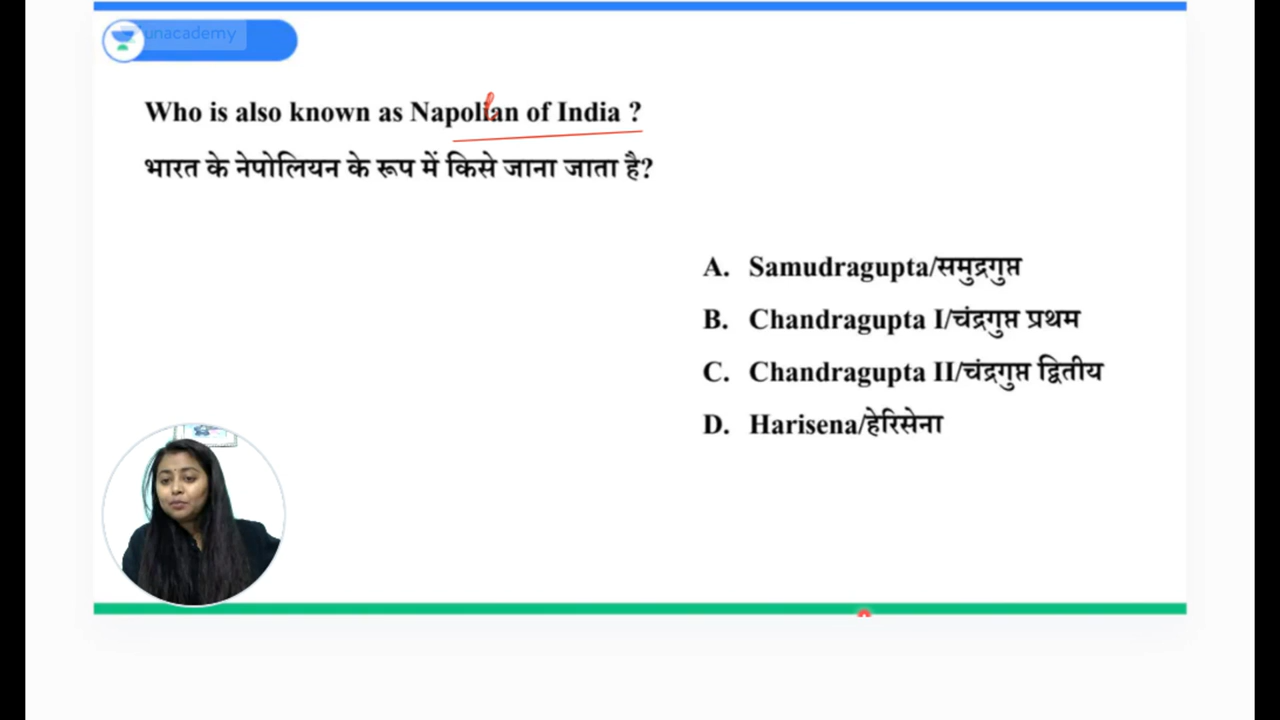 unacademy
Who is also known as Napolian of India ?
भारत के नेपोलियन के रूप में किसे जाना जाता है?
A. Samudragupta/समुद्रगुप्त
B. Chandragupta I/चंद्रगुप्त प्रथम
C. Chandragupta II/चंद्रगुप्त द्वितीय
D. Harisena/हेरिसेना